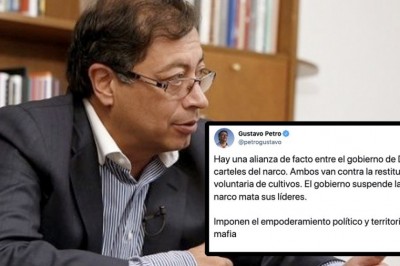 Gustavo Petro
@petrogustavo
Hay una alianza de facto entre el gobierno de
carteles del narco. Ambos van contra la restitu
voluntaria de cultivos. El gobierno suspende la
narco mata sus líderes.
Imponen el empoderamiento político y territori
mafia